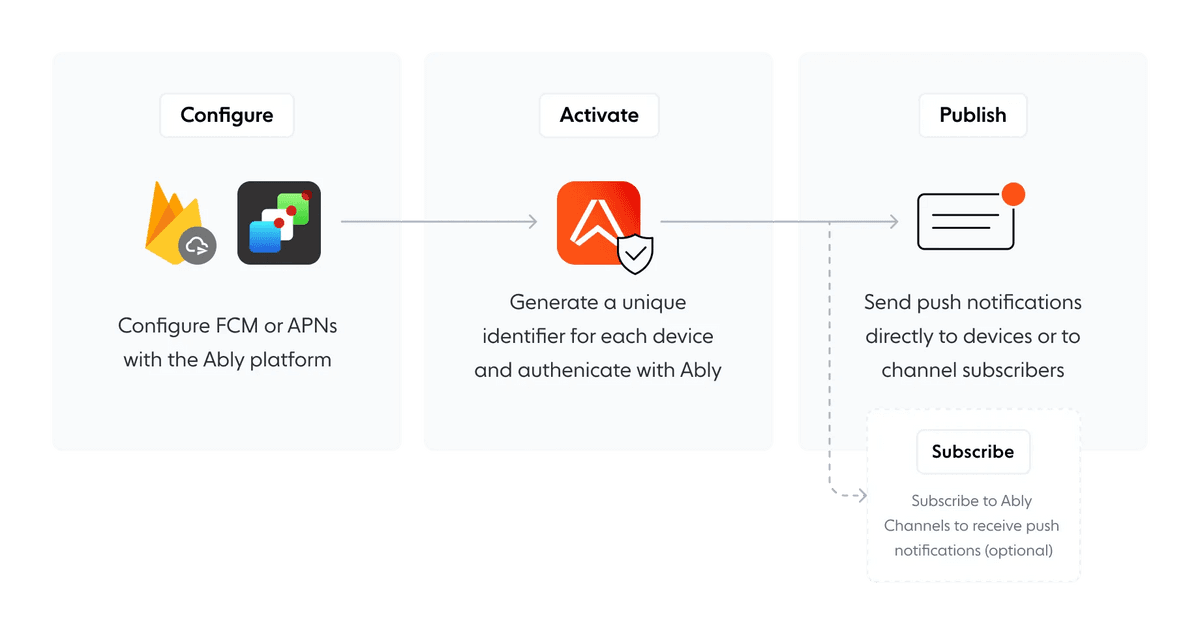 Configure
Configure FCM or APNs
with the Ably platform
Activate
Generate a unique
identifier for each device
and authenicate with Ably
Publish
Send push notifications
directly to devices or to
channel subscribers
Subscribe
Subscribe to Ably
Channels to receive push
notifications (optional)